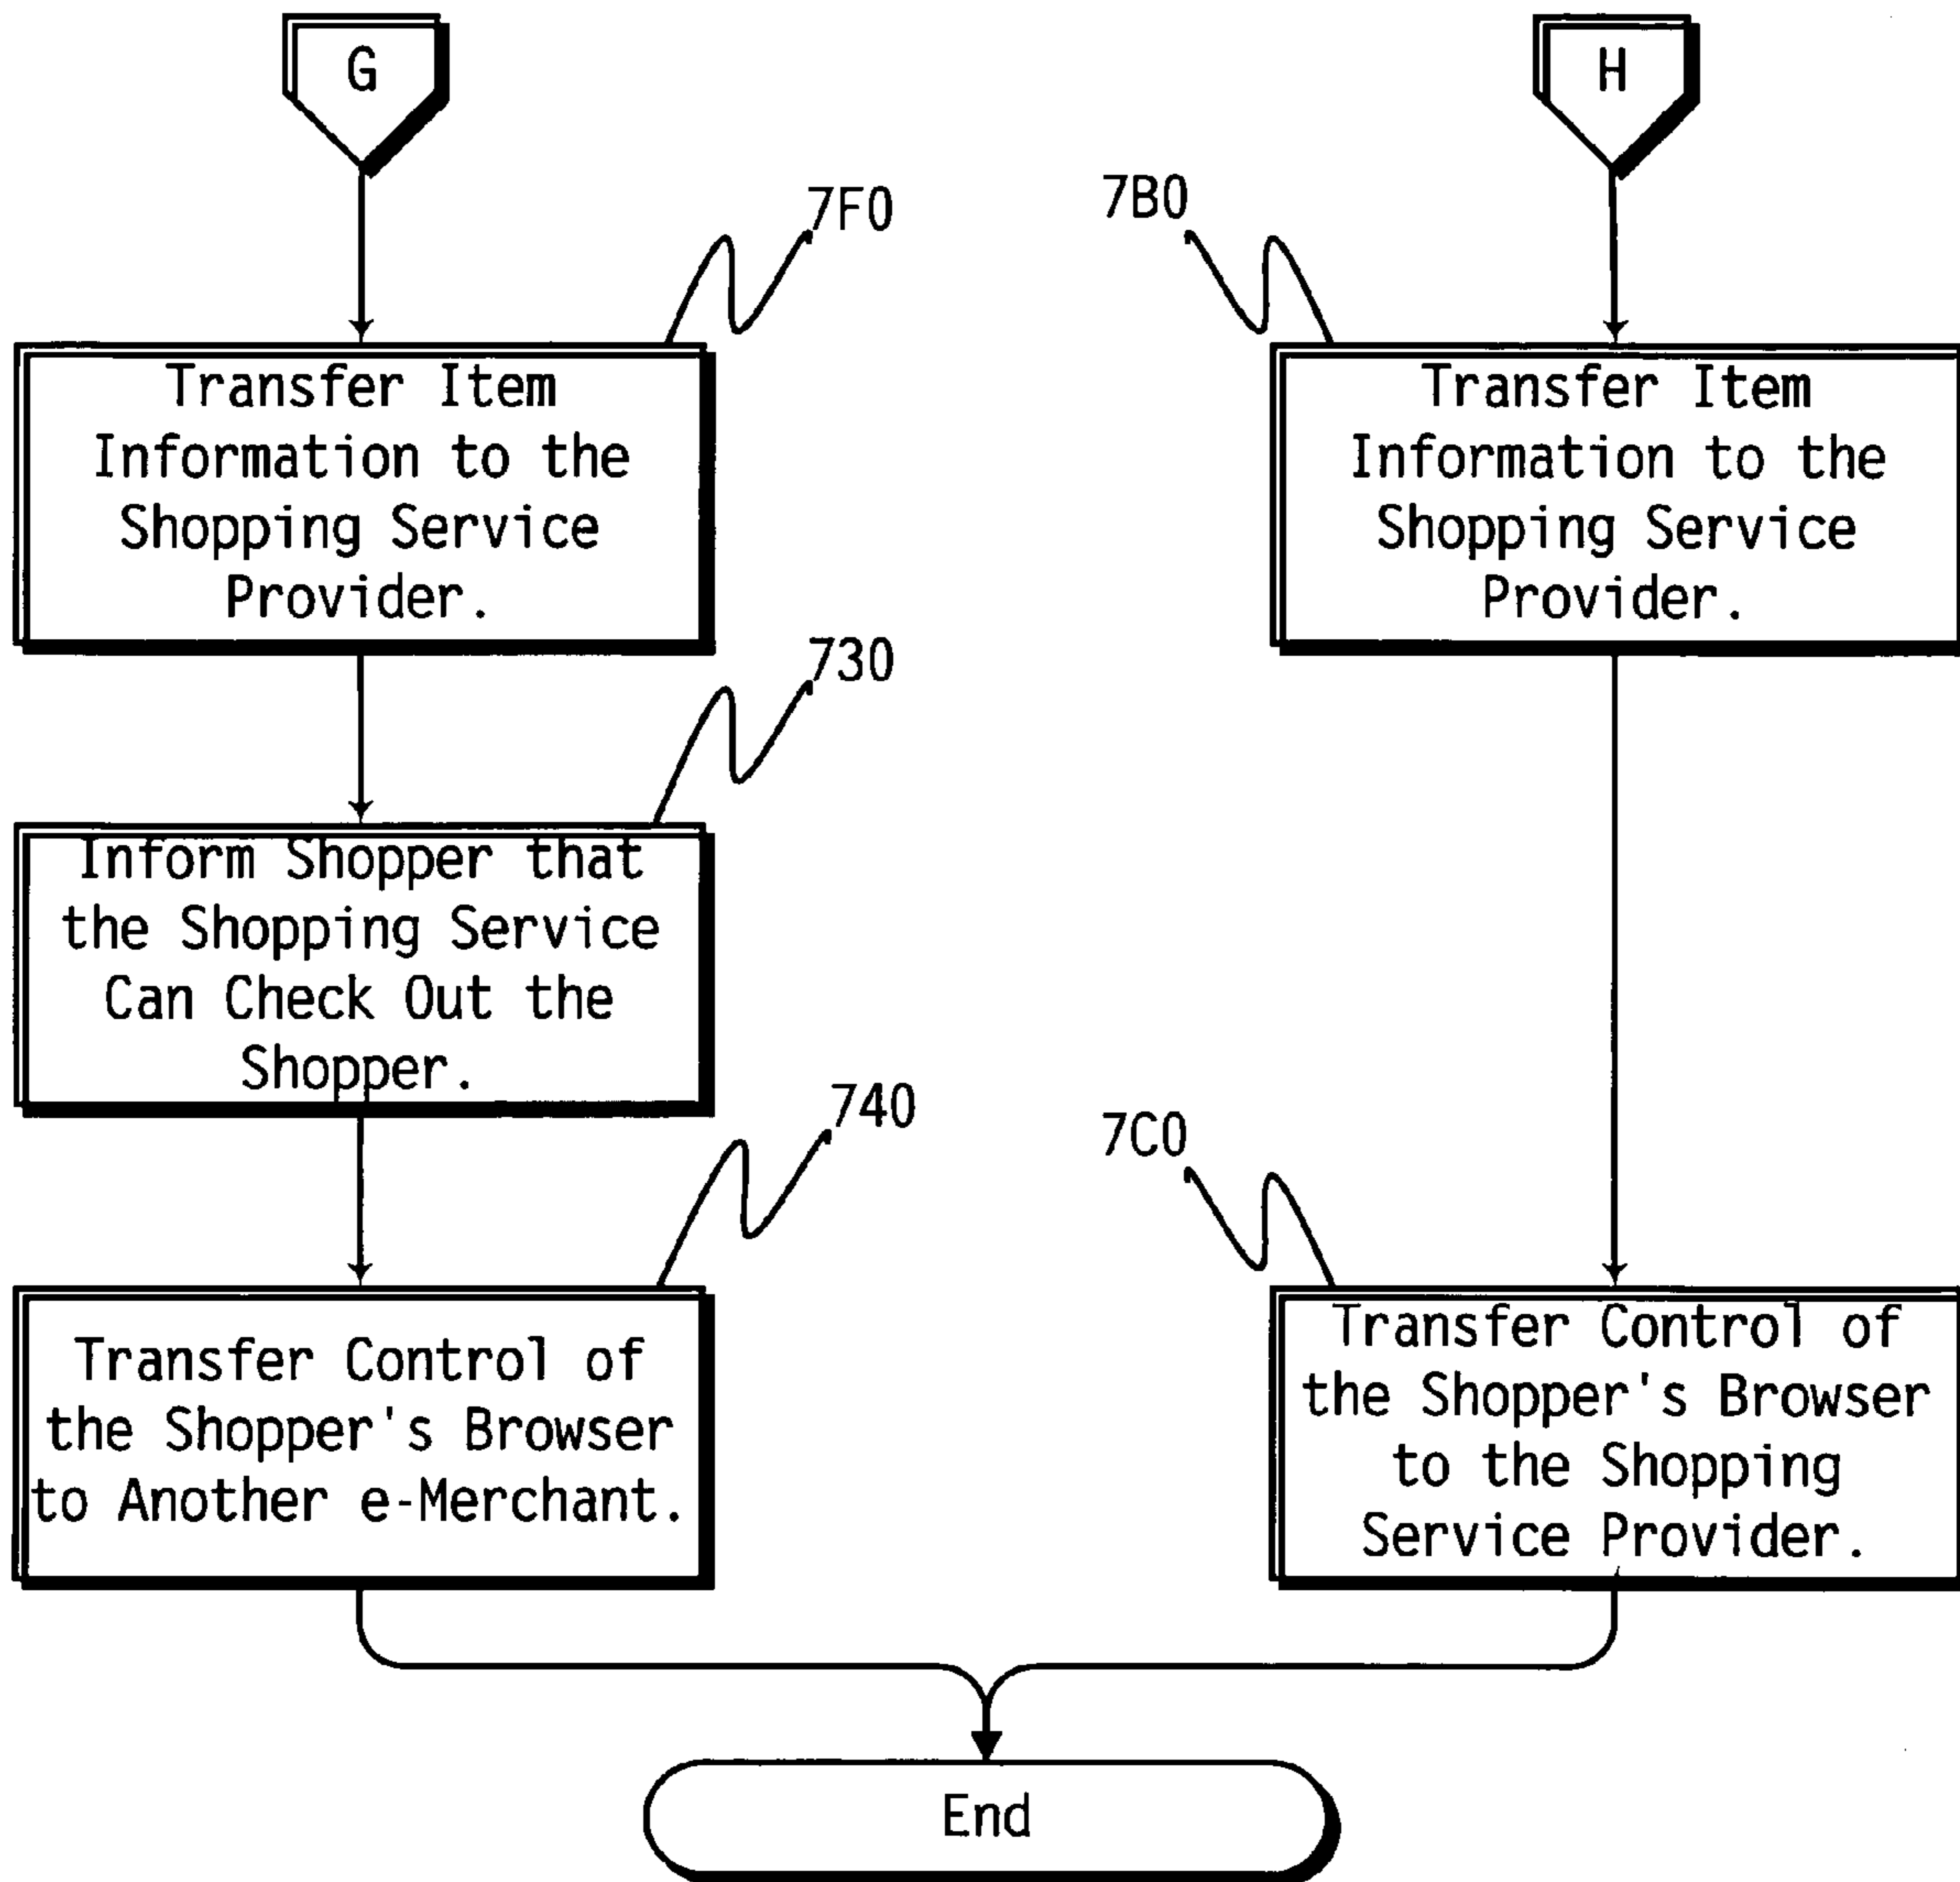 G
7F0
Transfer Item
Information to the
Shopping Service
Provider.
730
Inform Shopper that
the Shopping Service
Can Check Out the
Shopper.
740
Transfer Control of
the Shopper's Browser
to Another e-Merchant.
H
7B0
Transfer Item
Information to the
Shopping Service
Provider.
7C0
Transfer Control of
the Shopper's Browser
to the Shopping
Service Provider.
End